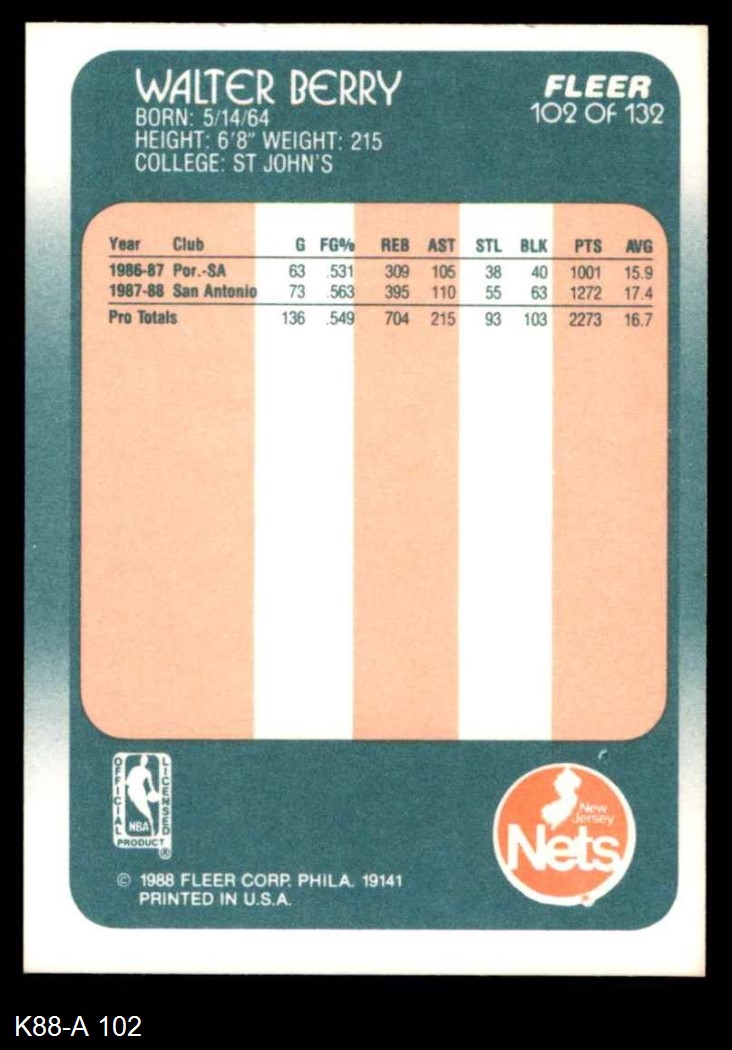 WALTER BERRY
BORN: 5/14/64
HEIGHT: 6'8" WEIGHT: 215
COLLEGE: ST JOHN'S
FLEER
102 OF 132
Year Club G FG% REB AST STL BLK PTS AVG
1986-87 Por.-SA 63 .531 309 105 38 40 1001 15.9
1987-88 San Antonio 73 .563 395 110 55 63 1272 17.4
Pro Totals 136 .549 704 215 93 103 2273 16.7
OFFICIAL
LICENSED
NBA
PRODUCT
®
New
Jersey
Nets
© 1988 FLEER CORP. PHILA. 19141
PRINTED IN U.S.A.
K88-A 102